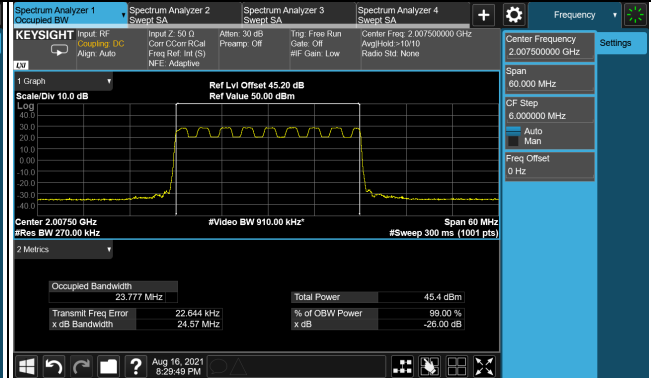 Spectrum Analyzer 1
Occupied BW
Spectrum Analyzer 2
Swept SA
Spectrum Analyzer 3
Swept SA
Spectrum Analyzer 4
Swept SA
+
Frequency
KEYSIGHT
Input: RF
Coupling: DC
Align: Auto
Input Z: 50 Ω
Corr CCorr RCal
Freq Ref: Int (S)
NFE: Adaptive
Atten: 30 dB
Preamp: Off
Trig: Free Run
Gate: Off
#IF Gain: Low
Center Freq: 2.007500000 GHz
Avg|Hold:>10/10
Radio Std: None
LXI
Center Frequency
2.007500000 GHz
Settings
Span
60.000 MHz
CF Step
6.000000 MHz
Auto
Man
Freq Offset
0 Hz
1 Graph
Scale/Div 10.0 dB
Ref Lvl Offset 45.20 dB
Ref Value 50.00 dBm
Log
40.0
30.0
20.0
10.0
0.00
-10.0
-20.0
-30.0
-40.0
Center 2.00750 GHz
#Video BW 910.00 kHz*
Span 60 MHz
#Res BW 270.00 kHz
#Sweep 300 ms (1001 pts)
2 Metrics
Occupied Bandwidth
23.777 MHz
Total Power
45.4 dBm
Transmit Freq Error
22.644 kHz
% of OBW Power
99.00 %
x dB Bandwidth
24.57 MHz
x dB
-26.00 dB
?
Aug 16, 2021
8:29:49 PM